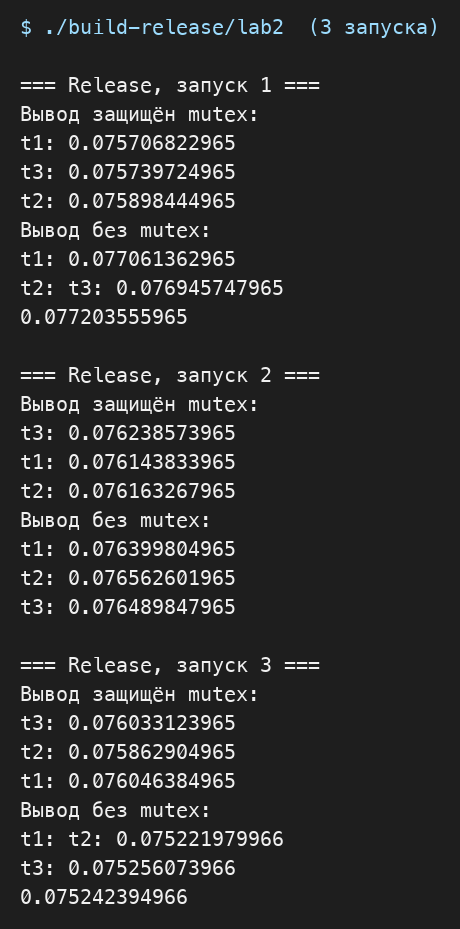 $ ./build-release/lab2  (3 запуска)

=== Release, запуск 1 ===
Вывод защищён mutex:
t1: 0.075706822965
t3: 0.075739724965
t2: 0.075898444965
Вывод без mutex:
t1: 0.077061362965
t2: t3: 0.076945747965
0.077203555965

=== Release, запуск 2 ===
Вывод защищён mutex:
t3: 0.076238573965
t1: 0.076143833965
t2: 0.076163267965
Вывод без mutex:
t1: 0.076399804965
t2: 0.076562601965
t3: 0.076489847965

=== Release, запуск 3 ===
Вывод защищён mutex:
t3: 0.076033123965
t2: 0.075862904965
t1: 0.076046384965
Вывод без mutex:
t1: t2: 0.075221979966
t3: 0.075256073966
0.075242394966